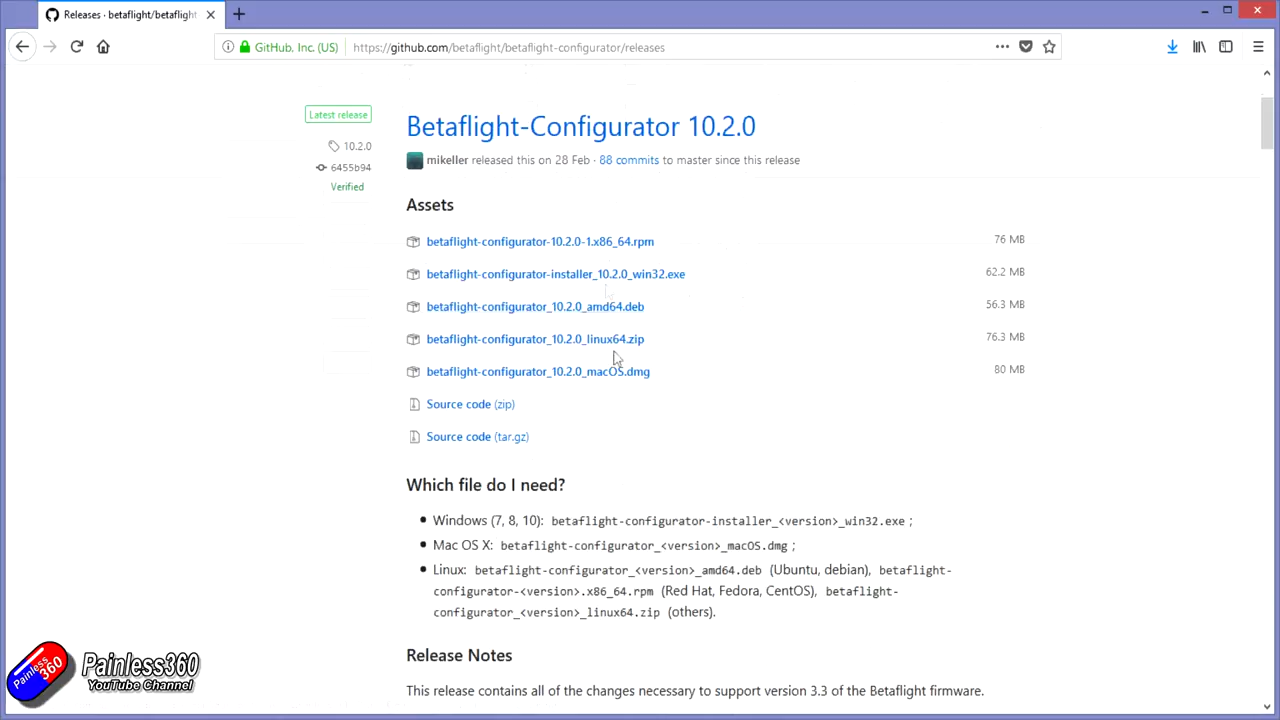 Releases · betaflight/betaflight
GitHub, Inc. (US)
https://github.com/betaflight/betaflight-configurator/releases
Latest release
10.2.0
6455b94
Verified
Betaflight-Configurator 10.2.0
mikeller released this on 28 Feb · 88 commits to master since this release
Assets
betaflight-configurator-10.2.0-1.x86_64.rpm 76 MB
betaflight-configurator-installer_10.2.0_win32.exe 62.2 MB
betaflight-configurator_10.2.0_amd64.deb 56.3 MB
betaflight-configurator_10.2.0_linux64.zip 76.3 MB
betaflight-configurator_10.2.0_macOS.dmg 80 MB
Source code (zip)
Source code (tar.gz)
Which file do I need?
Windows (7, 8, 10): betaflight-configurator-installer_<version>_win32.exe ;
Mac OS X: betaflight-configurator_<version>_macOS.dmg ;
Linux: betaflight-configurator_<version>_amd64.deb (Ubuntu, debian), betaflight-
configurator-<version>.x86_64.rpm (Red Hat, Fedora, CentOS), betaflight-
configurator_<version>_linux64.zip (others).
Release Notes
This release contains all of the changes necessary to support version 3.3 of the Betaflight firmware.
Painless360
Painless360
YouTube Channel